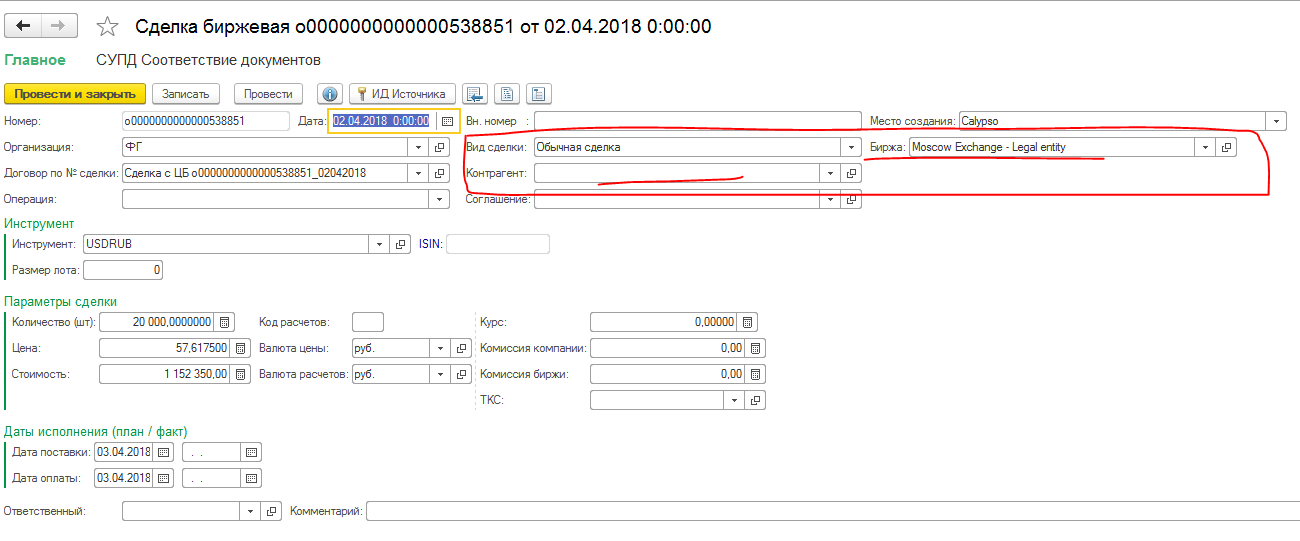 Сделка биржевая о0000000000000538851 от 02.04.2018 0:00:00
Главное СУПД Соответствие документов
Провести и закрыть Записать Провести ИД Источника
Номер: о0000000000000538851 Дата: 02.04.2018 0:00:00 Вн. номер : Место создания: Calypso
Организация: ФГ Вид сделки: Обычная сделка Биржа: Moscow Exchange - Legal entity
Договор по № сделки: Сделка с ЦБ о0000000000000538851_02042018 Контрагент:
Операция: Соглашение:
Инструмент
Инструмент: USDRUB ISIN:
Размер лота: 0
Параметры сделки
Количество (шт): 20 000,0000000 Код расчетов: Курс: 0,00000
Цена: 57,617500 Валюта цены: руб. Комиссия компании: 0,00
Стоимость: 1 152 350,00 Валюта расчетов: руб. Комиссия биржи: 0,00
ТКС:
Даты исполнения (план / факт)
Дата поставки: 03.04.2018 . .
Дата оплаты: 03.04.2018 . .
Ответственный: Комментарий: